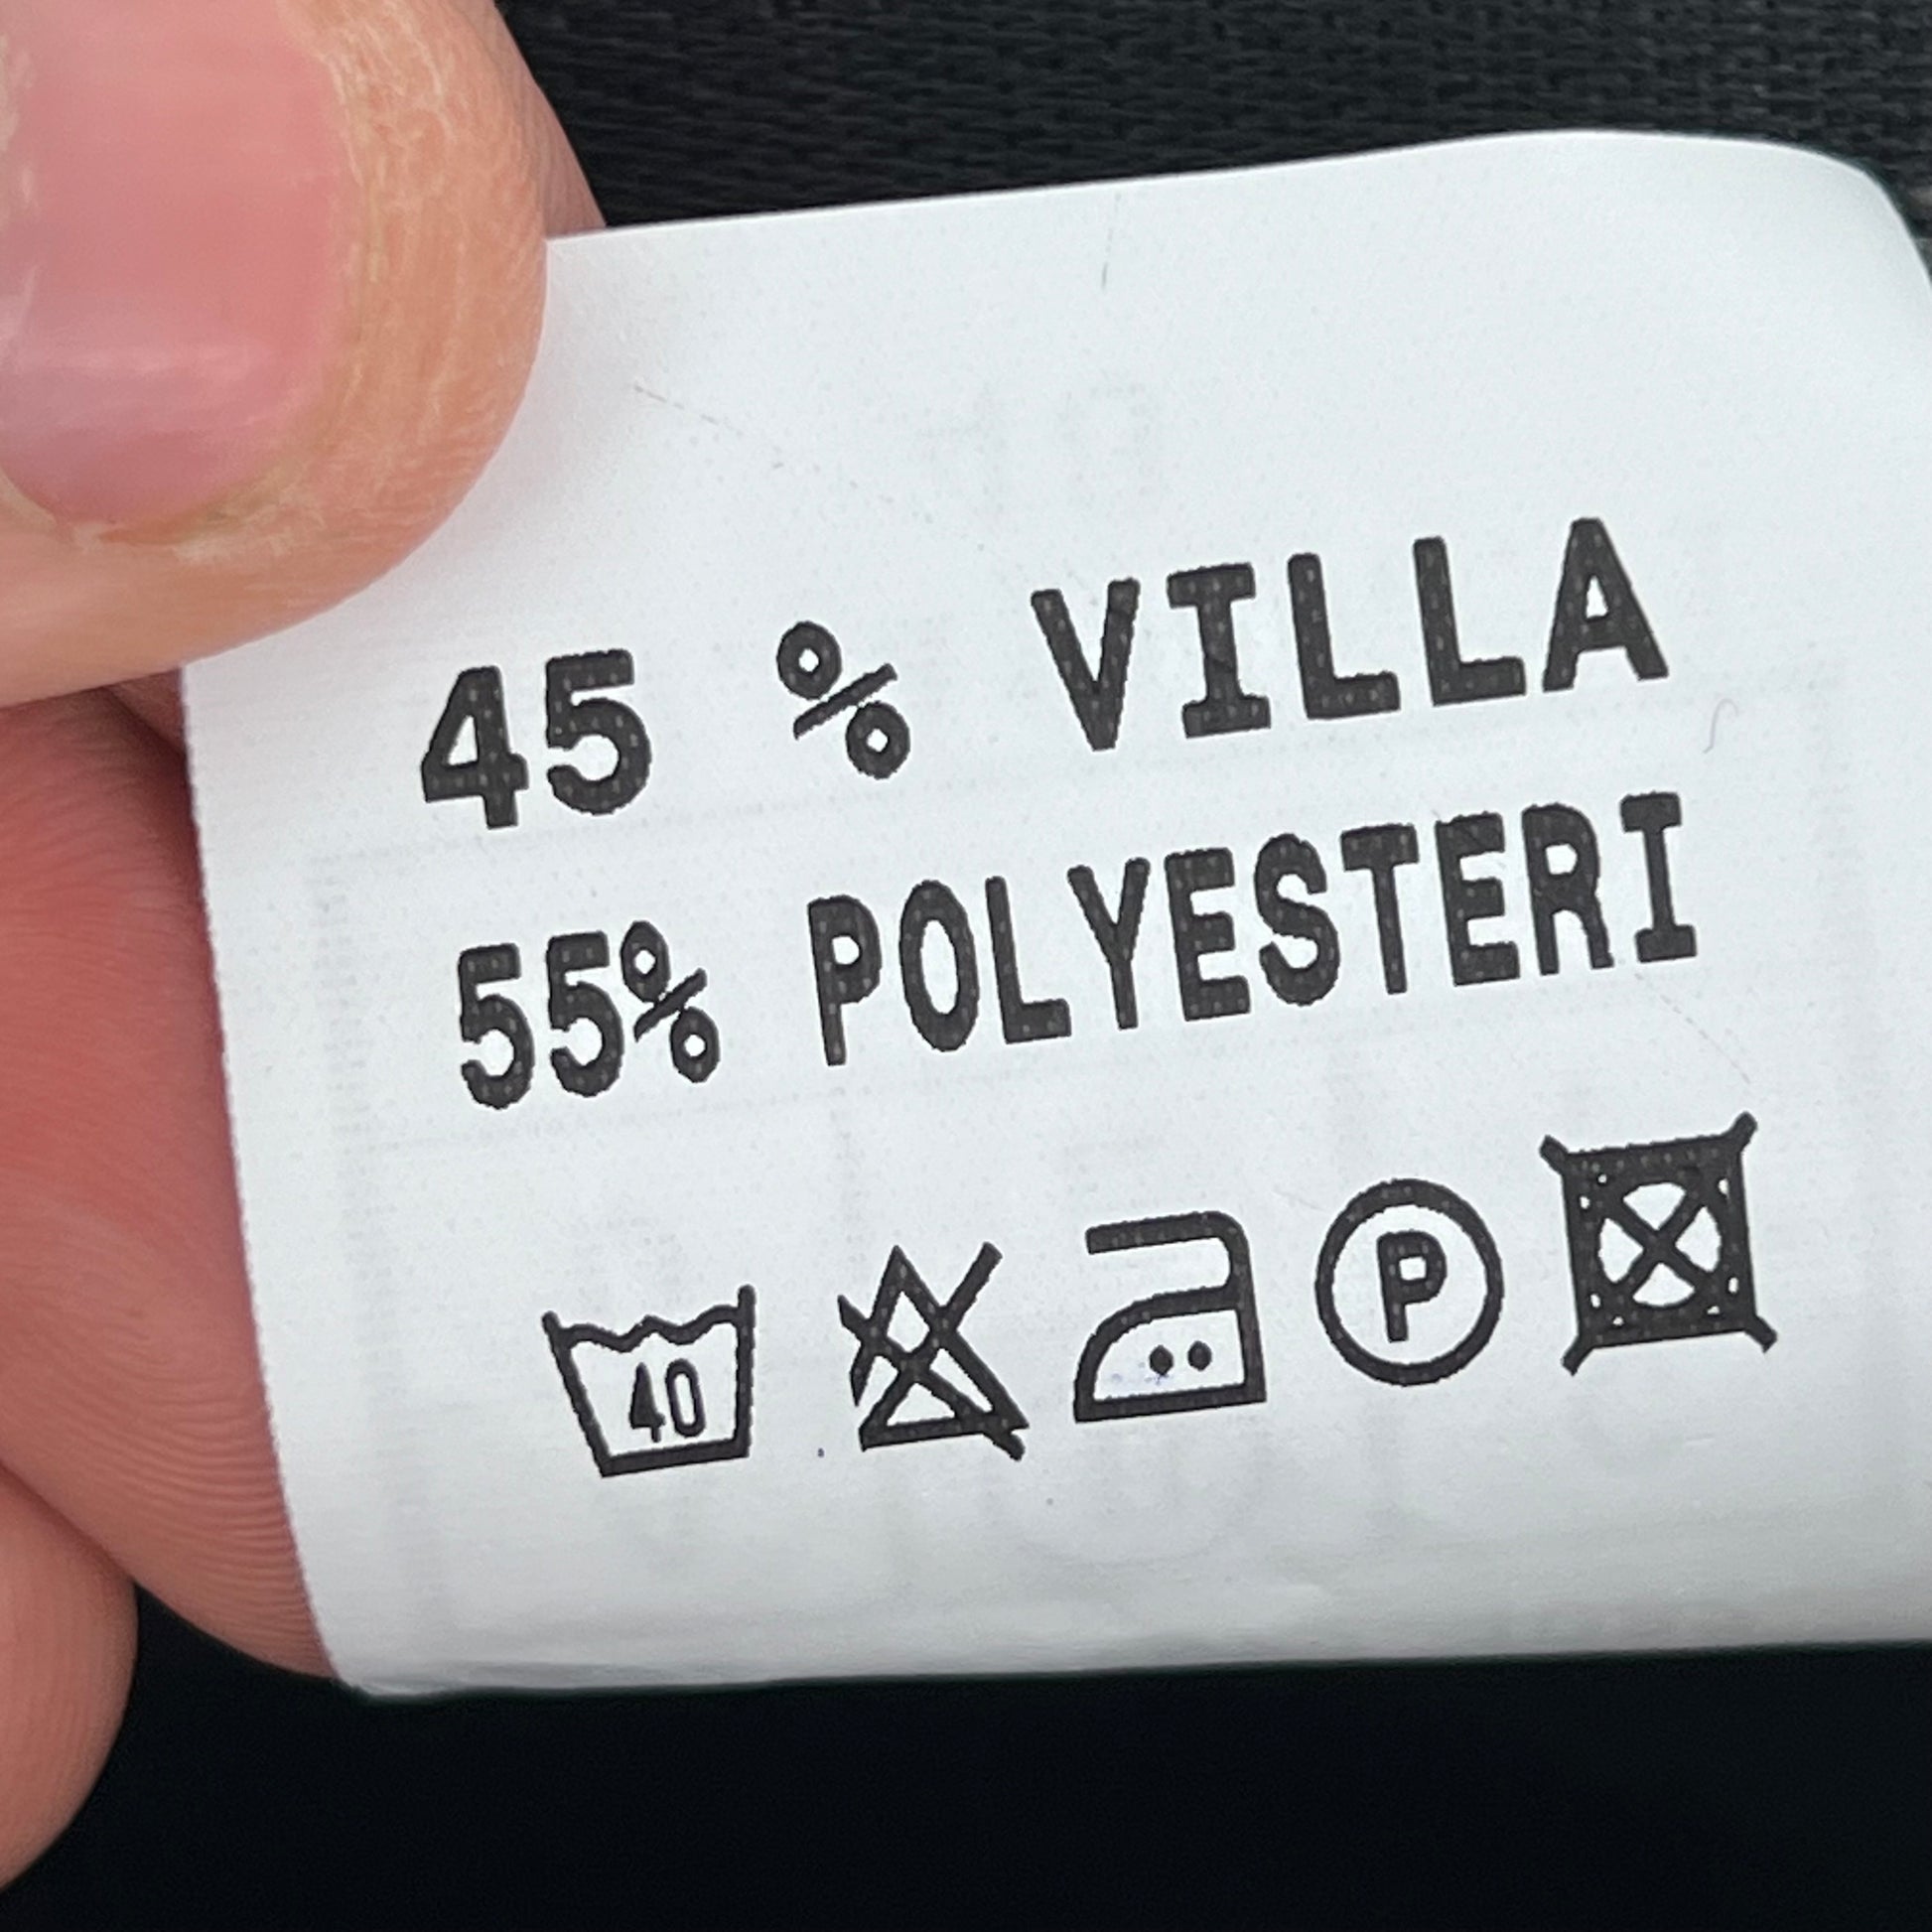 45 % VILLA
55% POLYESTERI
40 P